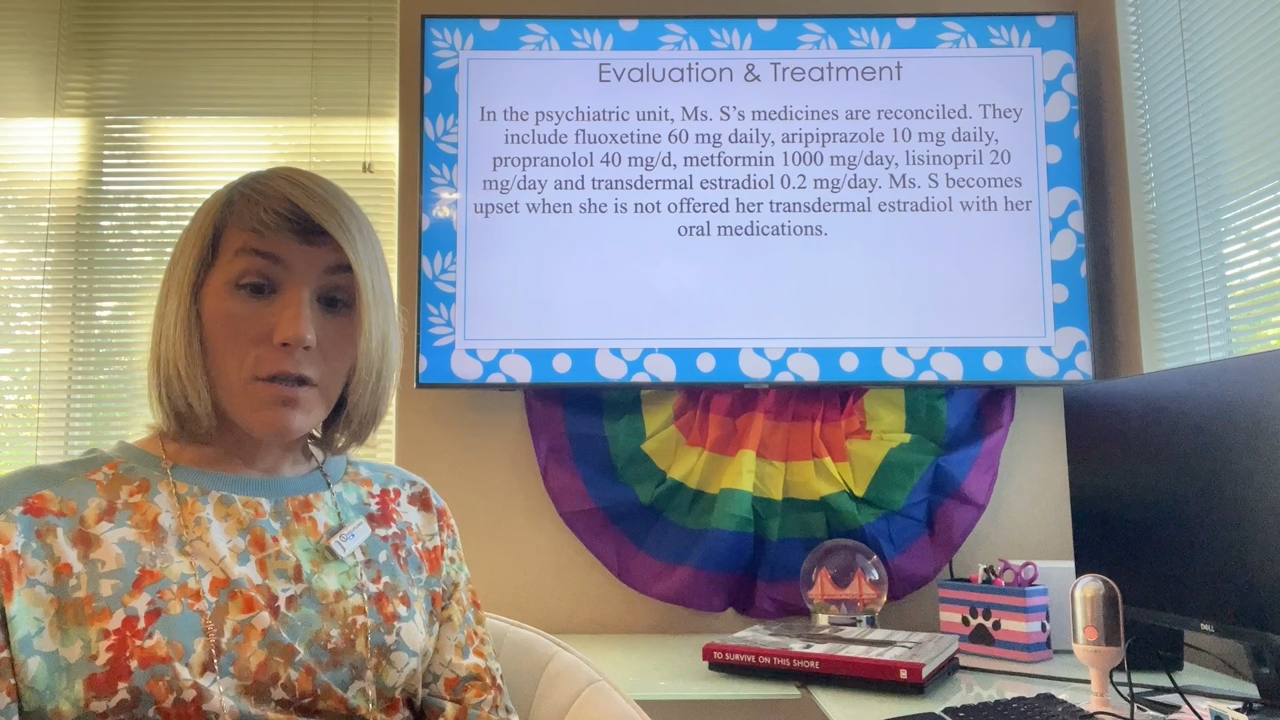 Evaluation & Treatment
In the psychiatric unit, Ms. S’s medicines are reconciled. They
include fluoxetine 60 mg daily, aripiprazole 10 mg daily,
propranolol 40 mg/d, metformin 1000 mg/day, lisinopril 20
mg/day and transdermal estradiol 0.2 mg/day. Ms. S becomes
upset when she is not offered her transdermal estradiol with her
oral medications.
TO SURVIVE ON THIS SHORE
DELL